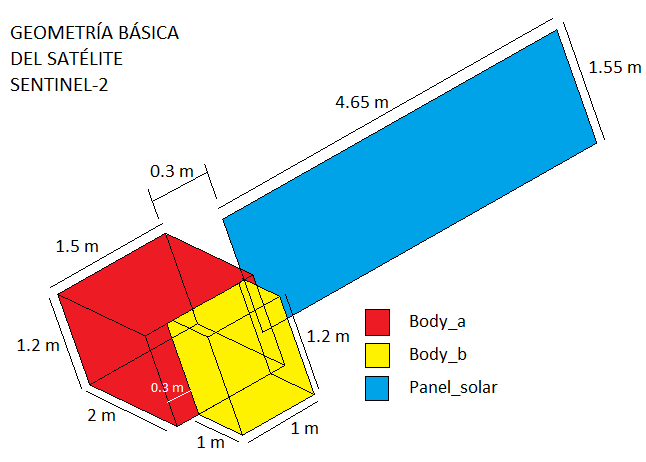 GEOMETRÍA BÁSICA
DEL SATÉLITE
SENTINEL-2
4.65 m
1.55 m
0.3 m
1.5 m
1.2 m
2 m
0.3 m
1 m
1 m
1.2 m
Body_a
Body_b
Panel_solar